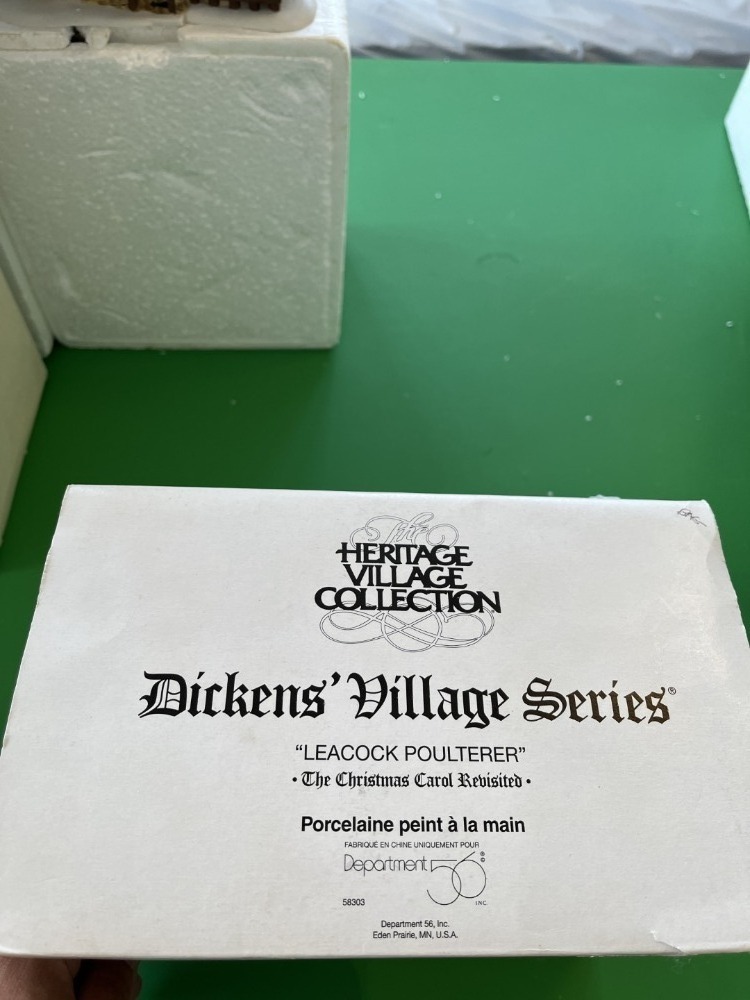 The
HERITAGE
VILLAGE
COLLECTION
Dickens' Village Series®
"LEACOCK POULTERER"
• The Christmas Carol Revisited •
Porcelaine peint à la main
FABRIQUÉ EN CHINE UNIQUEMENT POUR
Department 56®©
58303
INC.
Department 56, Inc.
Eden Prairie, MN, U.S.A.